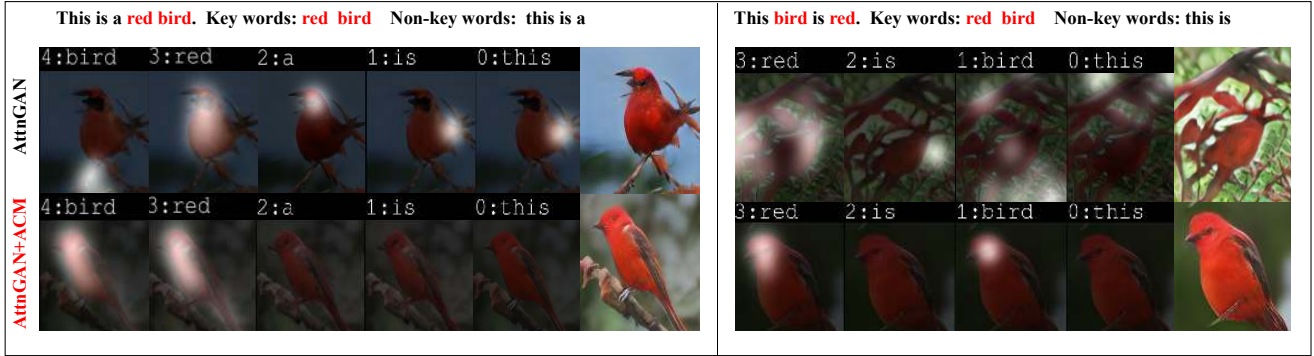 This is a red bird. Key words: red bird Non-key words: this is a
AttnGAN
4:bird 3:red 2:a 1:is 0:this
AttnGAN+ACM
4:bird 3:red 2:a 1:is 0:this
This bird is red. Key words: red bird Non-key words: this is
3:red 2:is 1:bird 0:this
3:red 2:is 1:bird 0:this